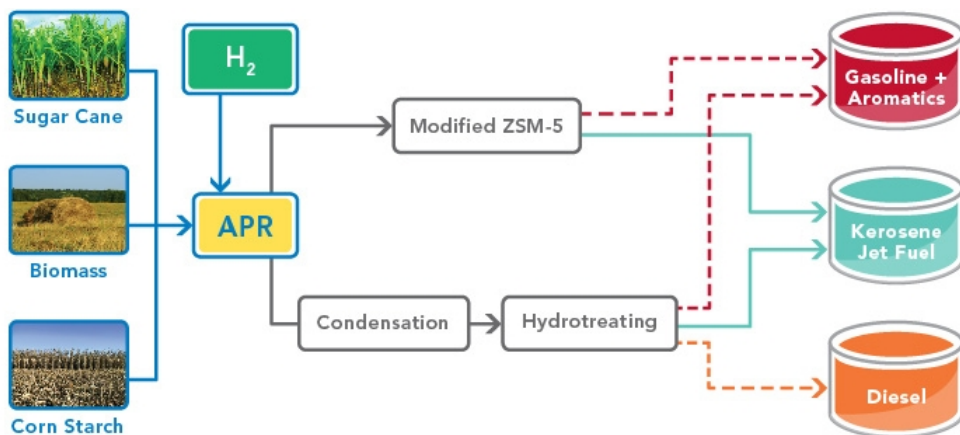 Sugar Cane
Biomass
Corn Starch
H₂
APR
Modified ZSM-5
Condensation
Hydrotreating
Gasoline +
Aromatics
Kerosene
Jet Fuel
Diesel